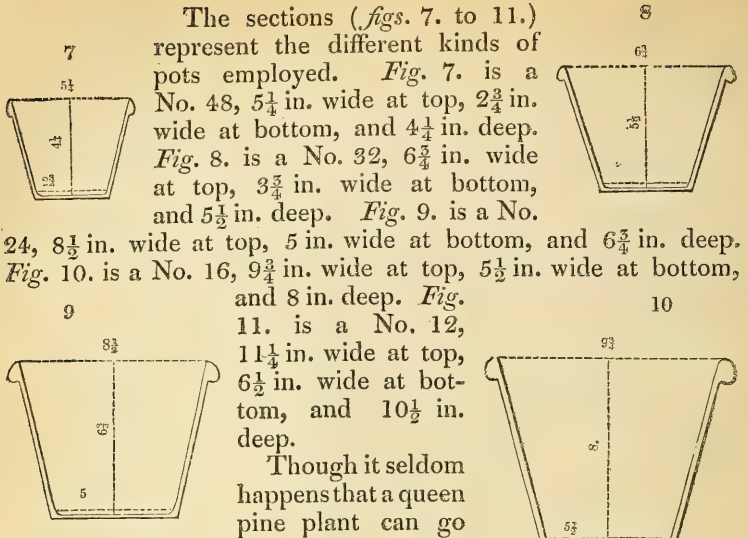 The sections (figs. 7. to 11.)
represent the different kinds of
pots employed. Fig. 7. is a
No. 48, 5¼ in. wide at top, 2¾ in.
wide at bottom, and 4¼ in. deep.
Fig. 8. is a No. 32, 6¾ in. wide
at top, 3¾ in. wide at bottom,
and 5½ in. deep. Fig. 9. is a No.
24, 8½ in. wide at top, 5 in. wide at bottom, and 6¾ in. deep.
Fig. 10. is a No. 16, 9¾ in. wide at top, 5½ in. wide at bottom,
and 8 in. deep. Fig.
11. is a No. 12,
11¼ in. wide at top,
6½ in. wide at bot-
tom, and 10½ in.
deep.
Though it seldom
happens that a queen
pine plant can go
7
5¼
4¼
2¾
8
6¾
5½
9
6¾
5
10
9¾
8.
5½